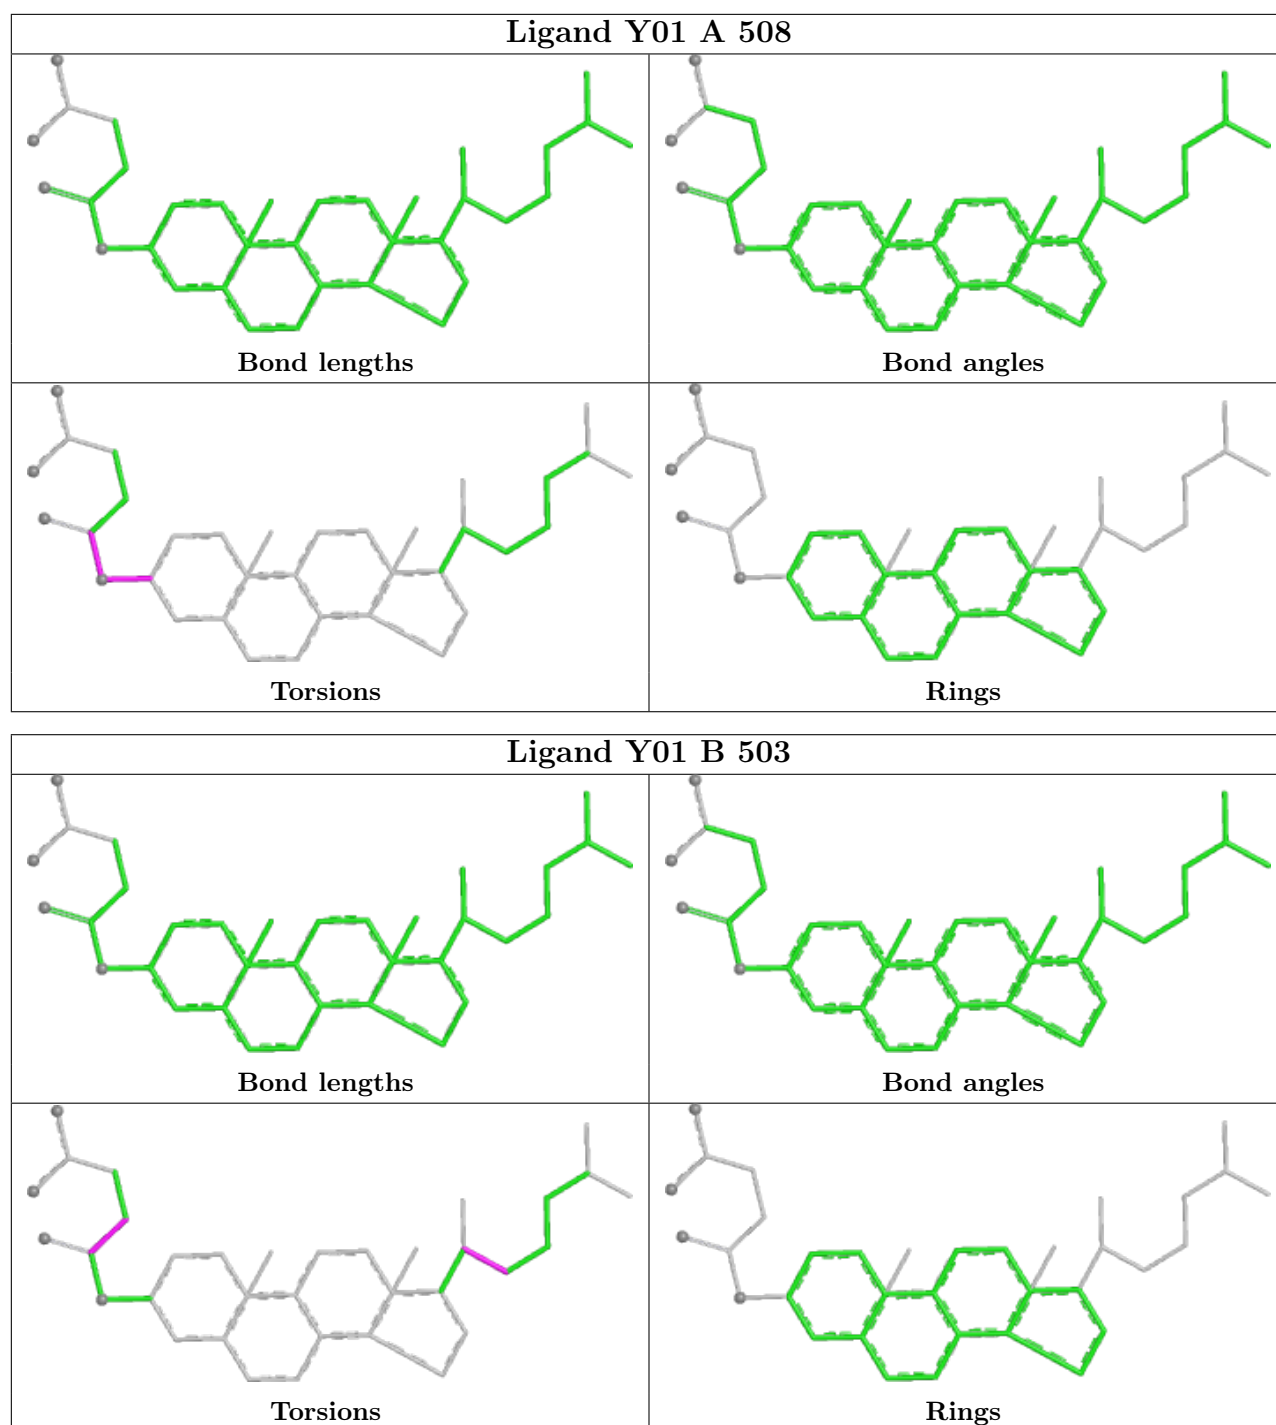 Ligand Y01 A 508
Bond lengths
Bond angles
Torsions
Rings
Ligand Y01 B 503
Bond lengths
Bond angles
Torsions
Rings